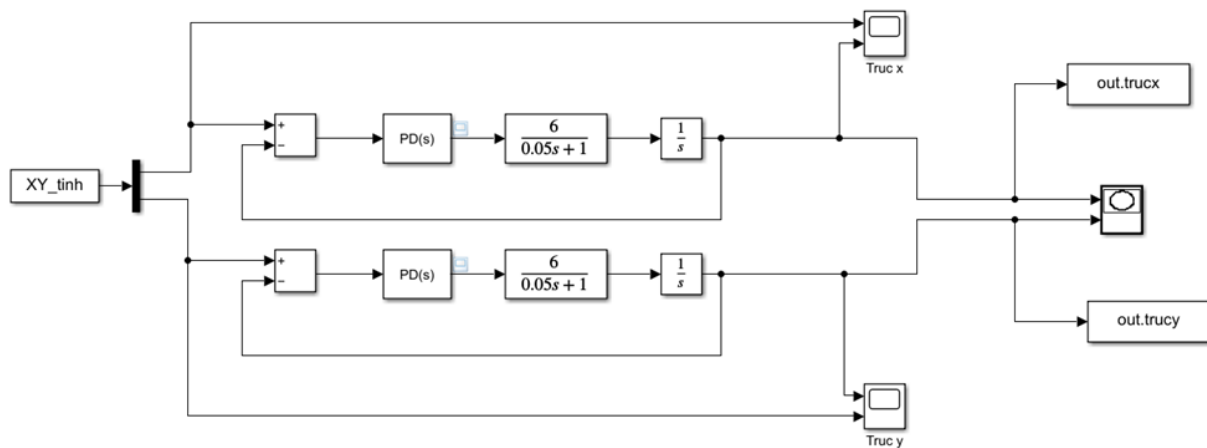 Truc x
out.trucx
+
−
PD(s)
6
0.05s + 1
1
s
XY_tinh
+
−
PD(s)
6
0.05s + 1
1
s
out.trucy
Truc y